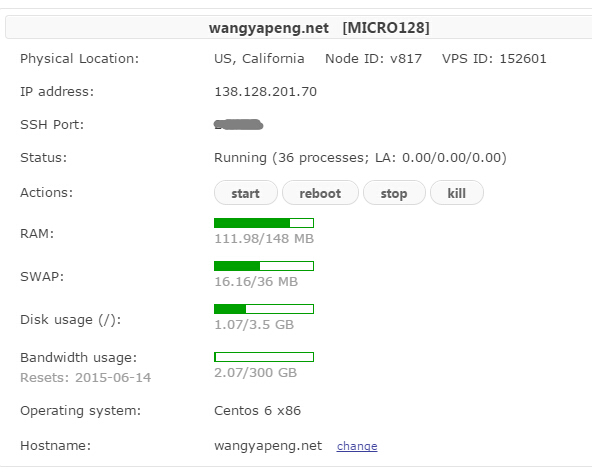 wangyapeng.net [MICRO128]
Physical Location: US, California Node ID: v817 VPS ID: 152601
IP address: 138.128.201.70
SSH Port:
Status: Running (36 processes; LA: 0.00/0.00/0.00)
Actions: start reboot stop kill
RAM: 111.98/148 MB
SWAP: 16.16/36 MB
Disk usage (/): 1.07/3.5 GB
Bandwidth usage:
Resets: 2015-06-14 2.07/300 GB
Operating system: Centos 6 x86
Hostname: wangyapeng.net change